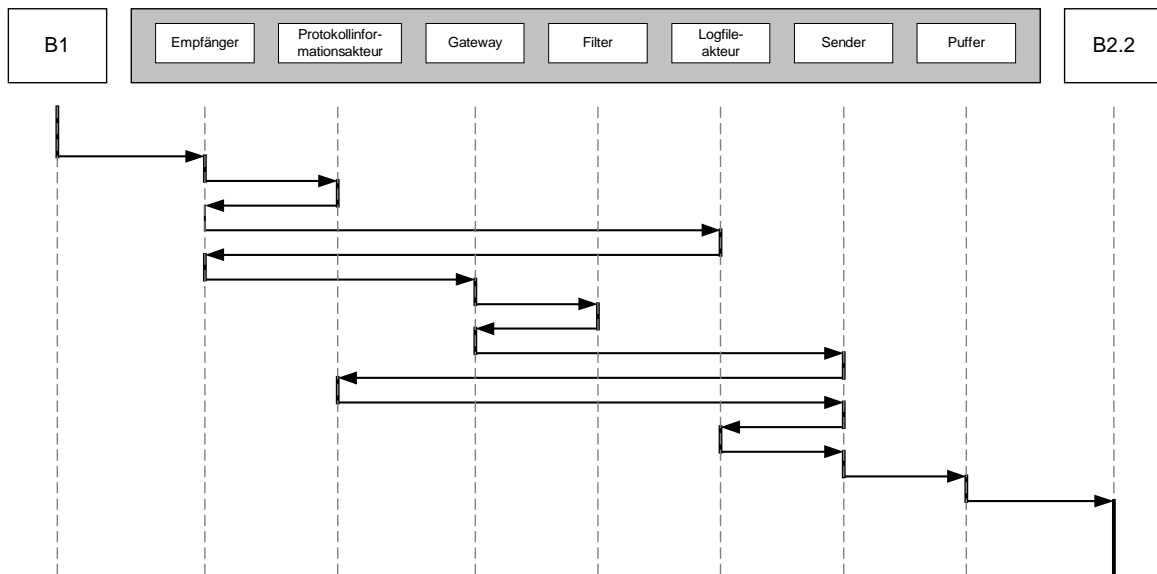 B1
Empfänger
Protokollinfor-
mationsakteur
Gateway
Filter
Logfile-
akteur
Sender
Puffer
B2.2